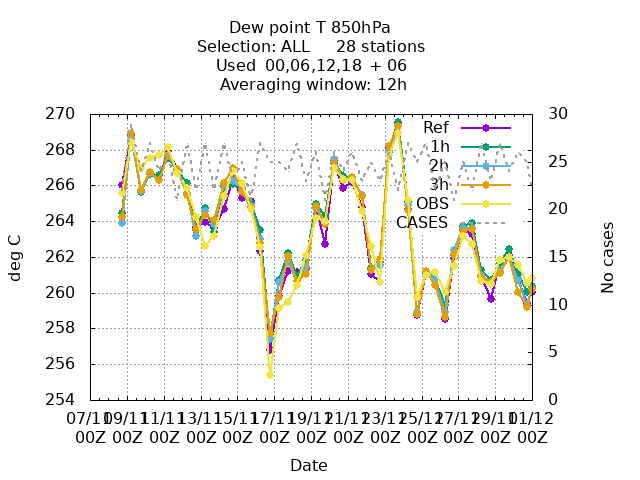 Dew point T 850hPa
Selection: ALL 28 stations
Used 00,06,12,18 + 06
Averaging window: 12h
270
268
266
264
262
260
258
256
254
30
25
20
15
10
5
0
deg C
No cases
Ref
1h
2h
3h
OBS
CASES
07/11 09/11 11/11 13/11 15/11 17/11 19/11 21/11 23/11 25/11 27/11 29/11 01/12
00Z 00Z 00Z 00Z 00Z 00Z 00Z 00Z 00Z 00Z 00Z 00Z 00Z
Date